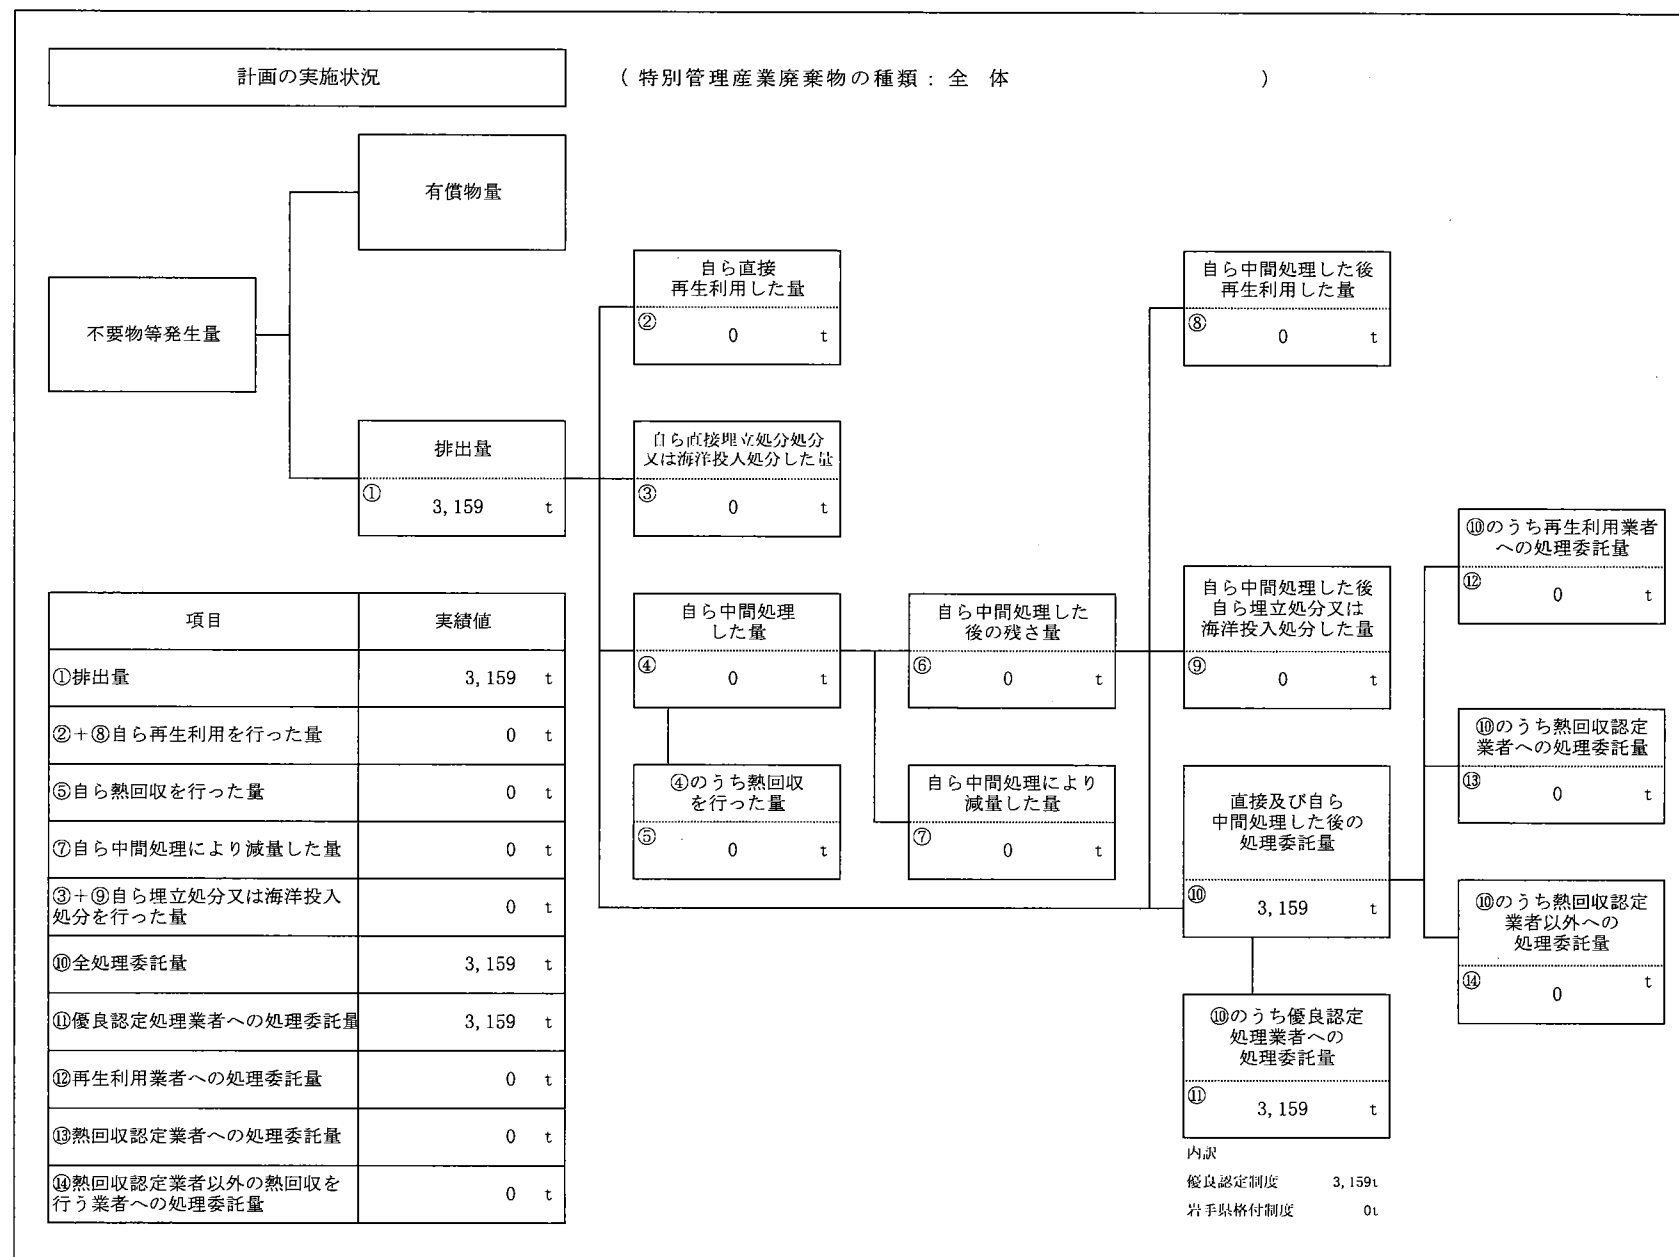 計画の実施状況
( 特別管理産業廃棄物の種類 : 全 体 )
有償物量
不要物等発生量
排出量
① 3,159 t
自ら直接
再生利用した量
② 0 t
自ら直接埋立処分処分
又は海洋投入処分した量
③ 0 t
自ら中間処理
した量
④ 0 t
④のうち熱回収
を行った量
⑤ 0 t
自ら中間処理した
後の残さ量
⑥ 0 t
自ら中間処理により
減量した量
⑦ 0 t
自ら中間処理した後
再生利用した量
⑧ 0 t
自ら中間処理した後
自ら埋立処分又は
海洋投入処分した量
⑨ 0 t
直接及び自ら
中間処理した後の
処理委託量
⑩ 3,159 t
⑩のうち優良認定
処理業者への
処理委託量
⑪ 3,159 t
内訳
優良認定制度 3,159t
岩手県格付制度 0t
⑩のうち再生利用業者
への処理委託量
⑫ 0 t
⑩のうち熱回収認定
業者への処理委託量
⑬ 0 t
⑩のうち熱回収認定
業者以外への
処理委託量
⑭ 0 t
項目 実績値
①排出量 3,159 t
②+⑧自ら再生利用を行った量 0 t
⑤自ら熱回収を行った量 0 t
⑦自ら中間処理により減量した量 0 t
③+⑨自ら埋立処分又は海洋投入
処分を行った量 0 t
⑩全処理委託量 3,159 t
⑪優良認定処理業者への処理委託量 3,159 t
⑫再生利用業者への処理委託量 0 t
⑬熱回収認定業者への処理委託量 0 t
⑭熱回収認定業者以外の熱回収を
行う業者への処理委託量 0 t